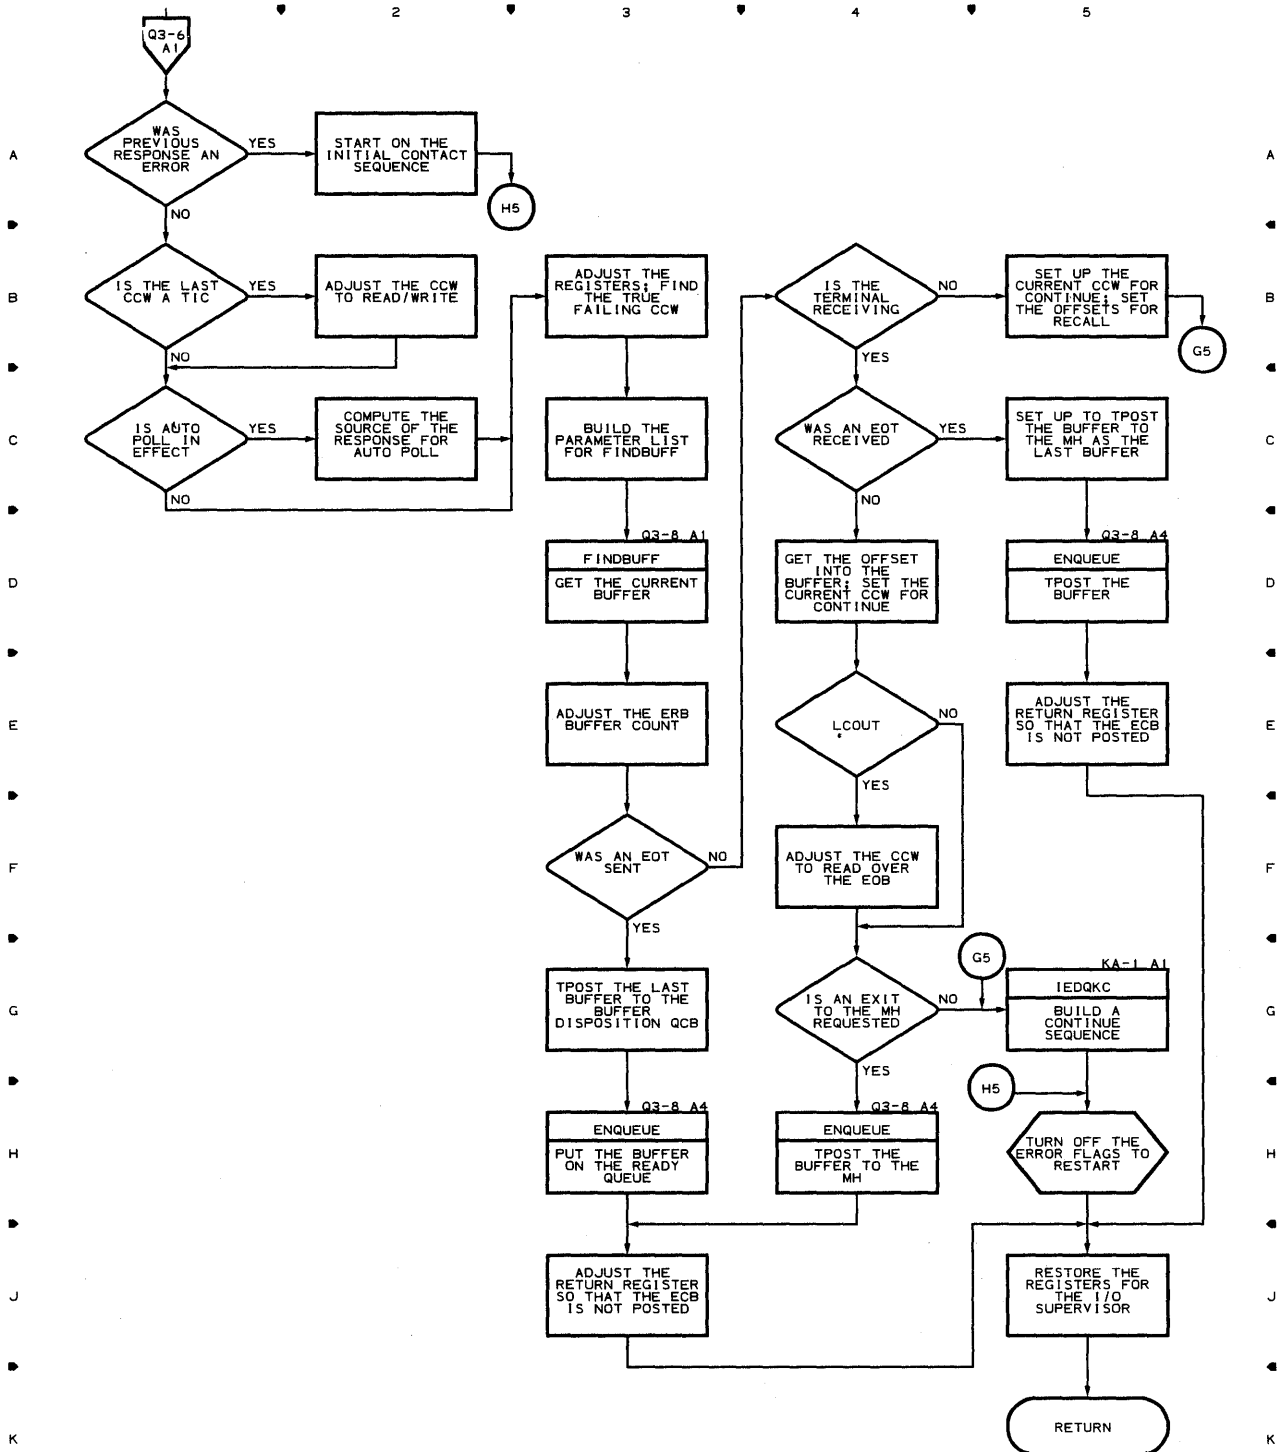 2 3 4 5
Q3-6
A1
A
WAS
PREVIOUS
RESPONSE AN
ERROR
YES
NO
START ON THE
INITIAL CONTACT
SEQUENCE
H5
A
B
IS THE LAST
CCW A TIC
YES
NO
ADJUST THE CCW
TO READ/WRITE
ADJUST THE
REGISTERS; FIND
THE TRUE
FAILING CCW
IS THE
TERMINAL
RECEIVING
NO
YES
SET UP THE
CURRENT CCW FOR
CONTINUE; SET
THE OFFSETS FOR
RECALL
G5
B
C
IS AUTO
POLL IN
EFFECT
YES
NO
COMPUTE THE
SOURCE OF THE
RESPONSE FOR
AUTO POLL
BUILD THE
PARAMETER LIST
FOR FINDBUFF
WAS AN EOT
RECEIVED
YES
NO
SET UP TO TPOST
THE BUFFER TO
THE MH AS THE
LAST BUFFER
C
D
Q3-8 A1
FINDBUFF
GET THE CURRENT
BUFFER
GET THE OFFSET
INTO THE
BUFFER; SET THE
CURRENT CCW FOR
CONTINUE
Q3-8 A4
ENQUEUE
TPOST THE
BUFFER
D
E
ADJUST THE ERB
BUFFER COUNT
LCOUT
NO
YES
ADJUST THE
RETURN REGISTER
SO THAT THE ECB
IS NOT POSTED
E
F
WAS AN EOT
SENT
NO
YES
ADJUST THE CCW
TO READ OVER
THE EOB
F
G
TPOST THE LAST
BUFFER TO THE
BUFFER
DISPOSITION QCB
IS AN EXIT
TO THE MH
REQUESTED
NO
YES
G5
KA-1 A1
IEDQKC
BUILD A
CONTINUE
SEQUENCE
G
H
Q3-8 A4
ENQUEUE
PUT THE BUFFER
ON THE READY
QUEUE
Q3-8 A4
ENQUEUE
TPOST THE
BUFFER TO THE
MH
H5
TURN OFF THE
ERROR FLAGS TO
RESTART
H
J
ADJUST THE
RETURN REGISTER
SO THAT THE ECB
IS NOT POSTED
RESTORE THE
REGISTERS FOR
THE I/O
SUPERVISOR
J
K
RETURN
K